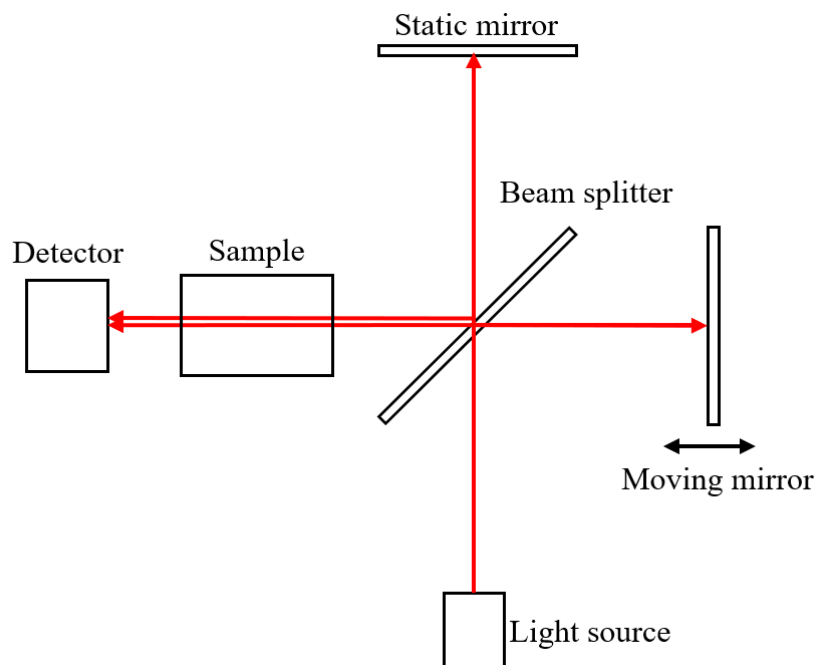 Static mirror
Beam splitter
Detector
Sample
Moving mirror
Light source